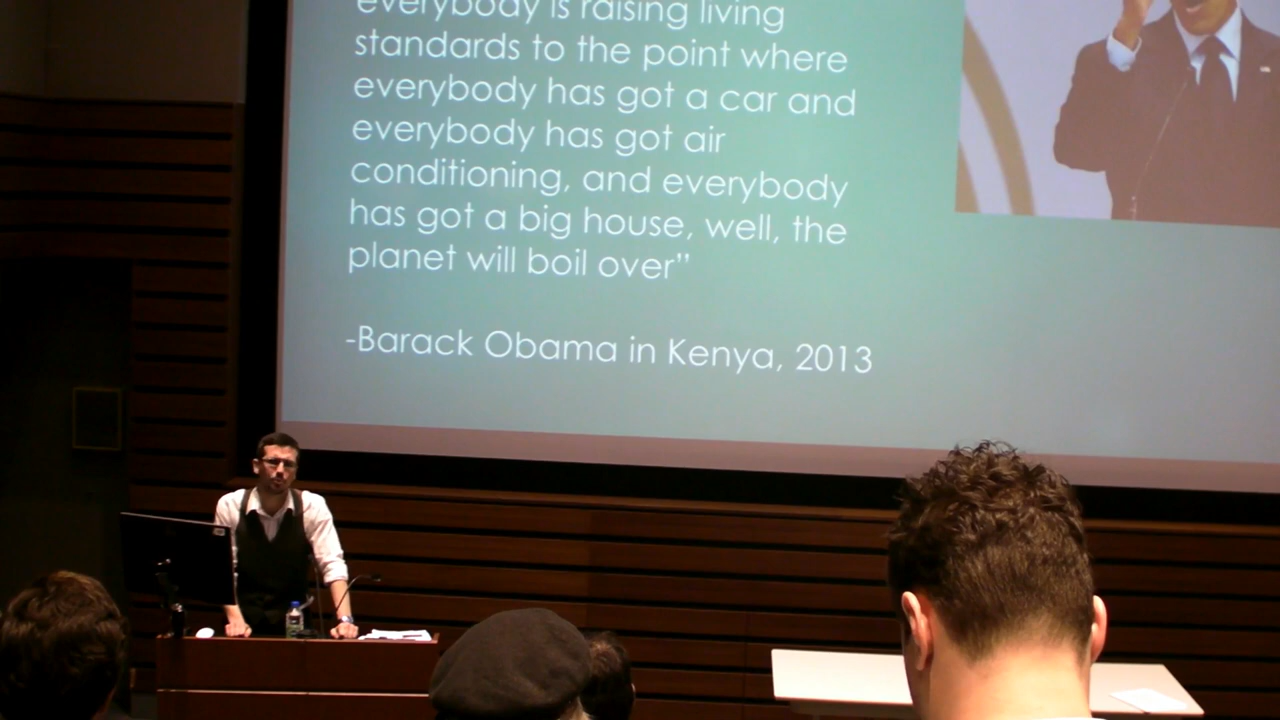 everybody is raising living
standards to the point where
everybody has got a car and
everybody has got air
conditioning, and everybody
has got a big house, well, the
planet will boil over”
-Barack Obama in Kenya, 2013